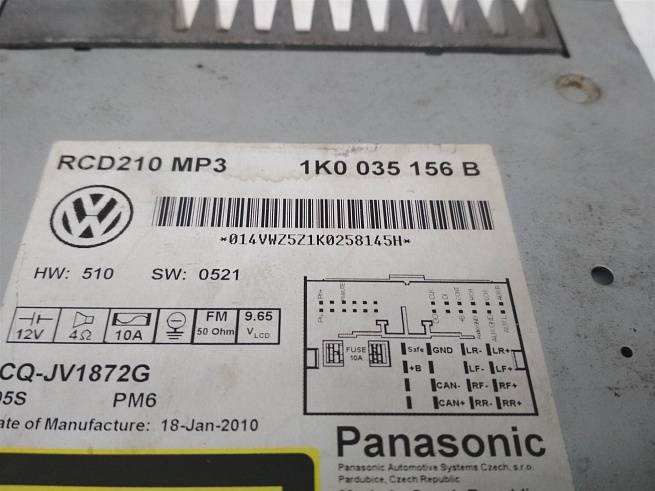 RCD210 MP3 1K0 035 156 B
*014VWZ5Z1K0258145H*
HW: 510 SW: 0521
12V 4Ω 10A FM 50 Ohm 9.65 VLCD
FUSE 10A
Safe GND LR- LR+
+B LF- LF+
CAN- RF- RF+
CAN+ RR- RR+
CQ-JV1872G
95S PM6
ate of Manufacture: 18-Jan-2010
Panasonic
Panasonic Automotive Systems Czech, s.r.o.
Pardubice, Czech Republic